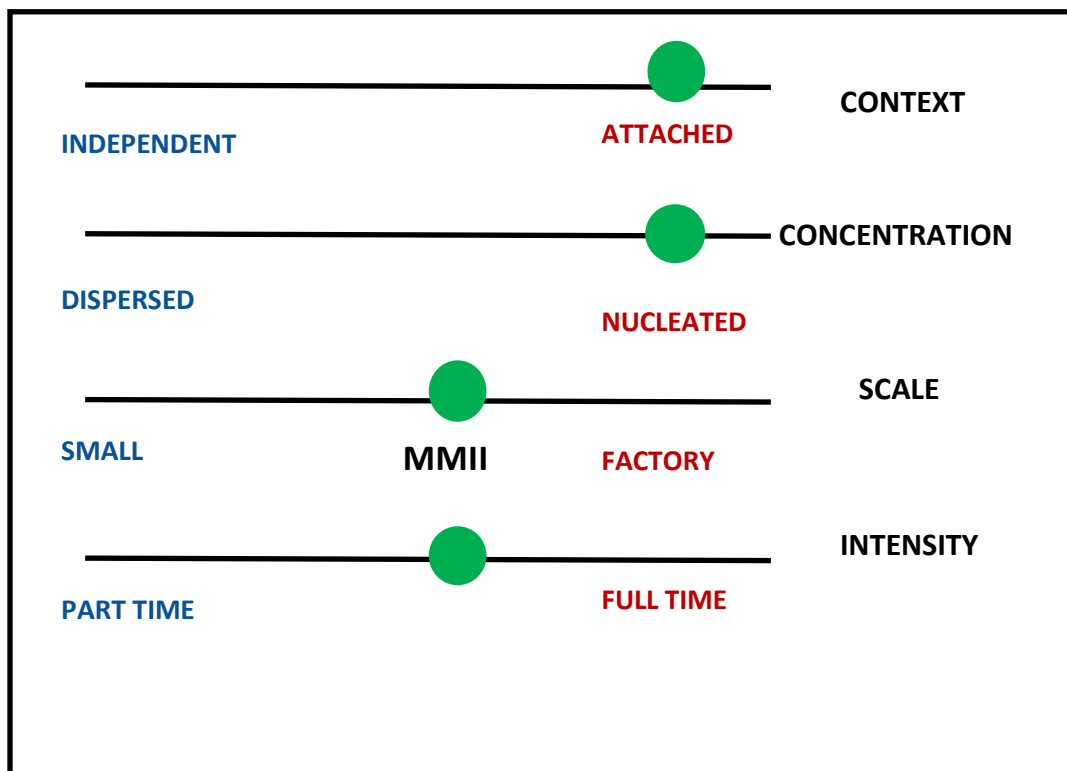 CONTEXT
INDEPENDENT
ATTACHED
CONCENTRATION
DISPERSED
NUCLEATED
SCALE
SMALL
MMII
FACTORY
INTENSITY
PART TIME
FULL TIME